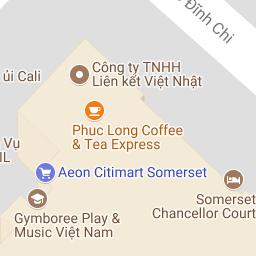 Đĩnh Chi
Công ty TNHH
Liên kết Việt Nhật
ủi Cali
Phuc Long Coffee
& Tea Express
Vụ
IL
Aeon Citimart Somerset
Somerset
Chancellor Court
Gymboree Play &
Music Việt Nam